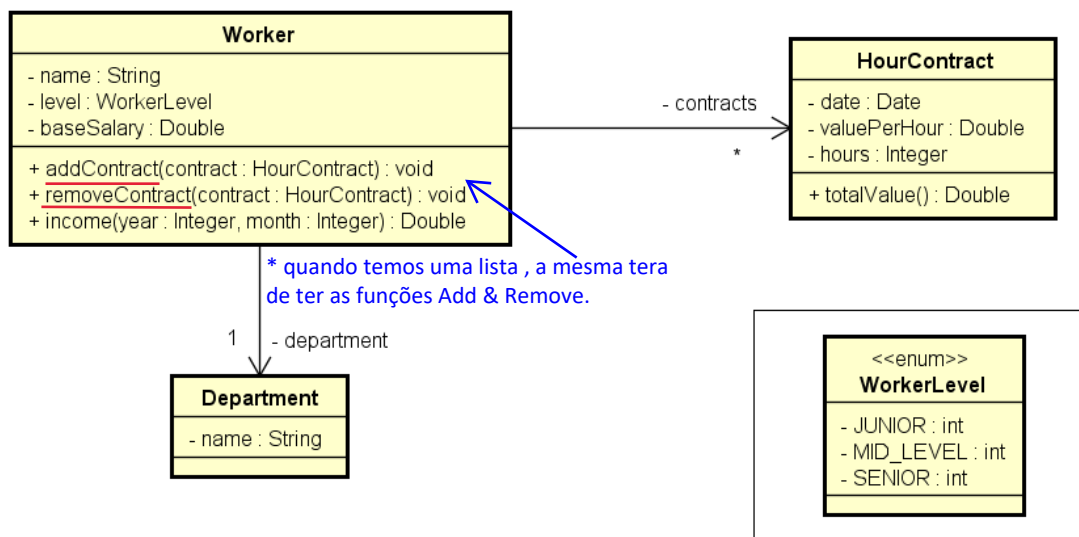 Worker
- name : String
- level : WorkerLevel
- baseSalary : Double
+ addContract(contract : HourContract) : void
+ removeContract(contract : HourContract) : void
+ income(year : Integer, month : Integer) : Double
- contracts
*
HourContract
- date : Date
- valuePerHour : Double
- hours : Integer
+ totalValue() : Double
* quando temos uma lista , a mesma tera
de ter as funções Add & Remove.
1
- department
Department
- name : String
<<enum>>
WorkerLevel
- JUNIOR : int
- MID_LEVEL : int
- SENIOR : int